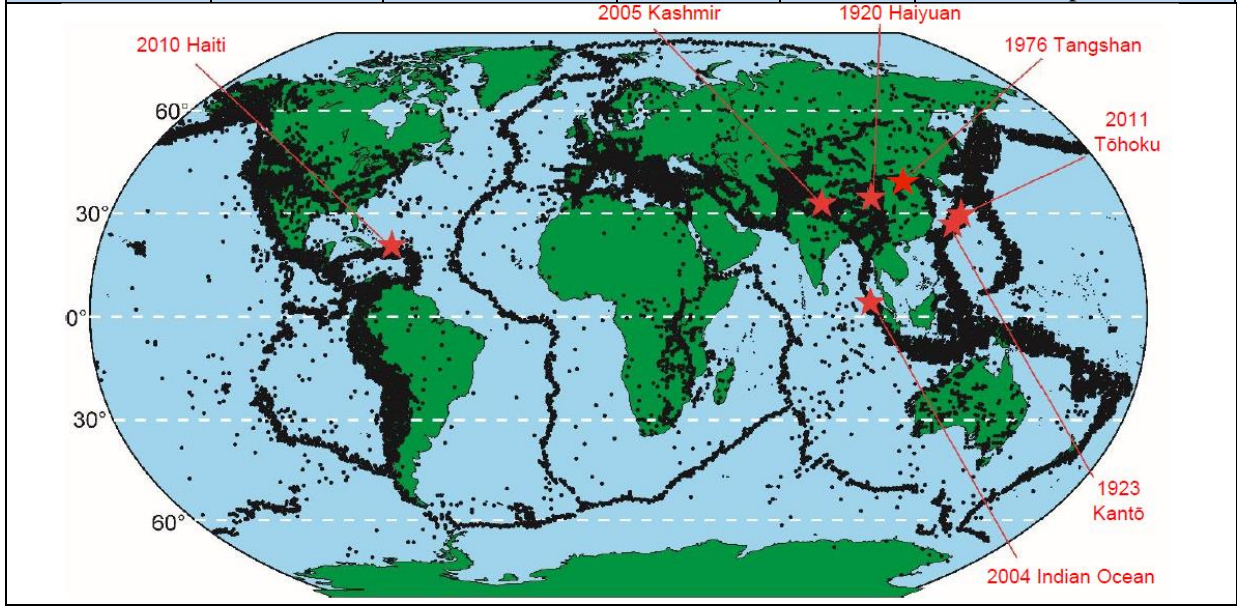 2005 Kashmir
1920 Haiyuan
2010 Haiti
1976 Tangshan
2011
Tōhoku
60°
30°
0°
30°
60°
1923
Kantō
2004 Indian Ocean